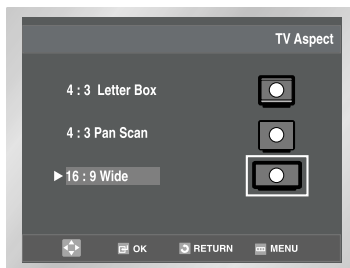 TV Aspect
4 : 3 Letter Box
4 : 3 Pan Scan
16 : 9 Wide
OK RETURN MENU